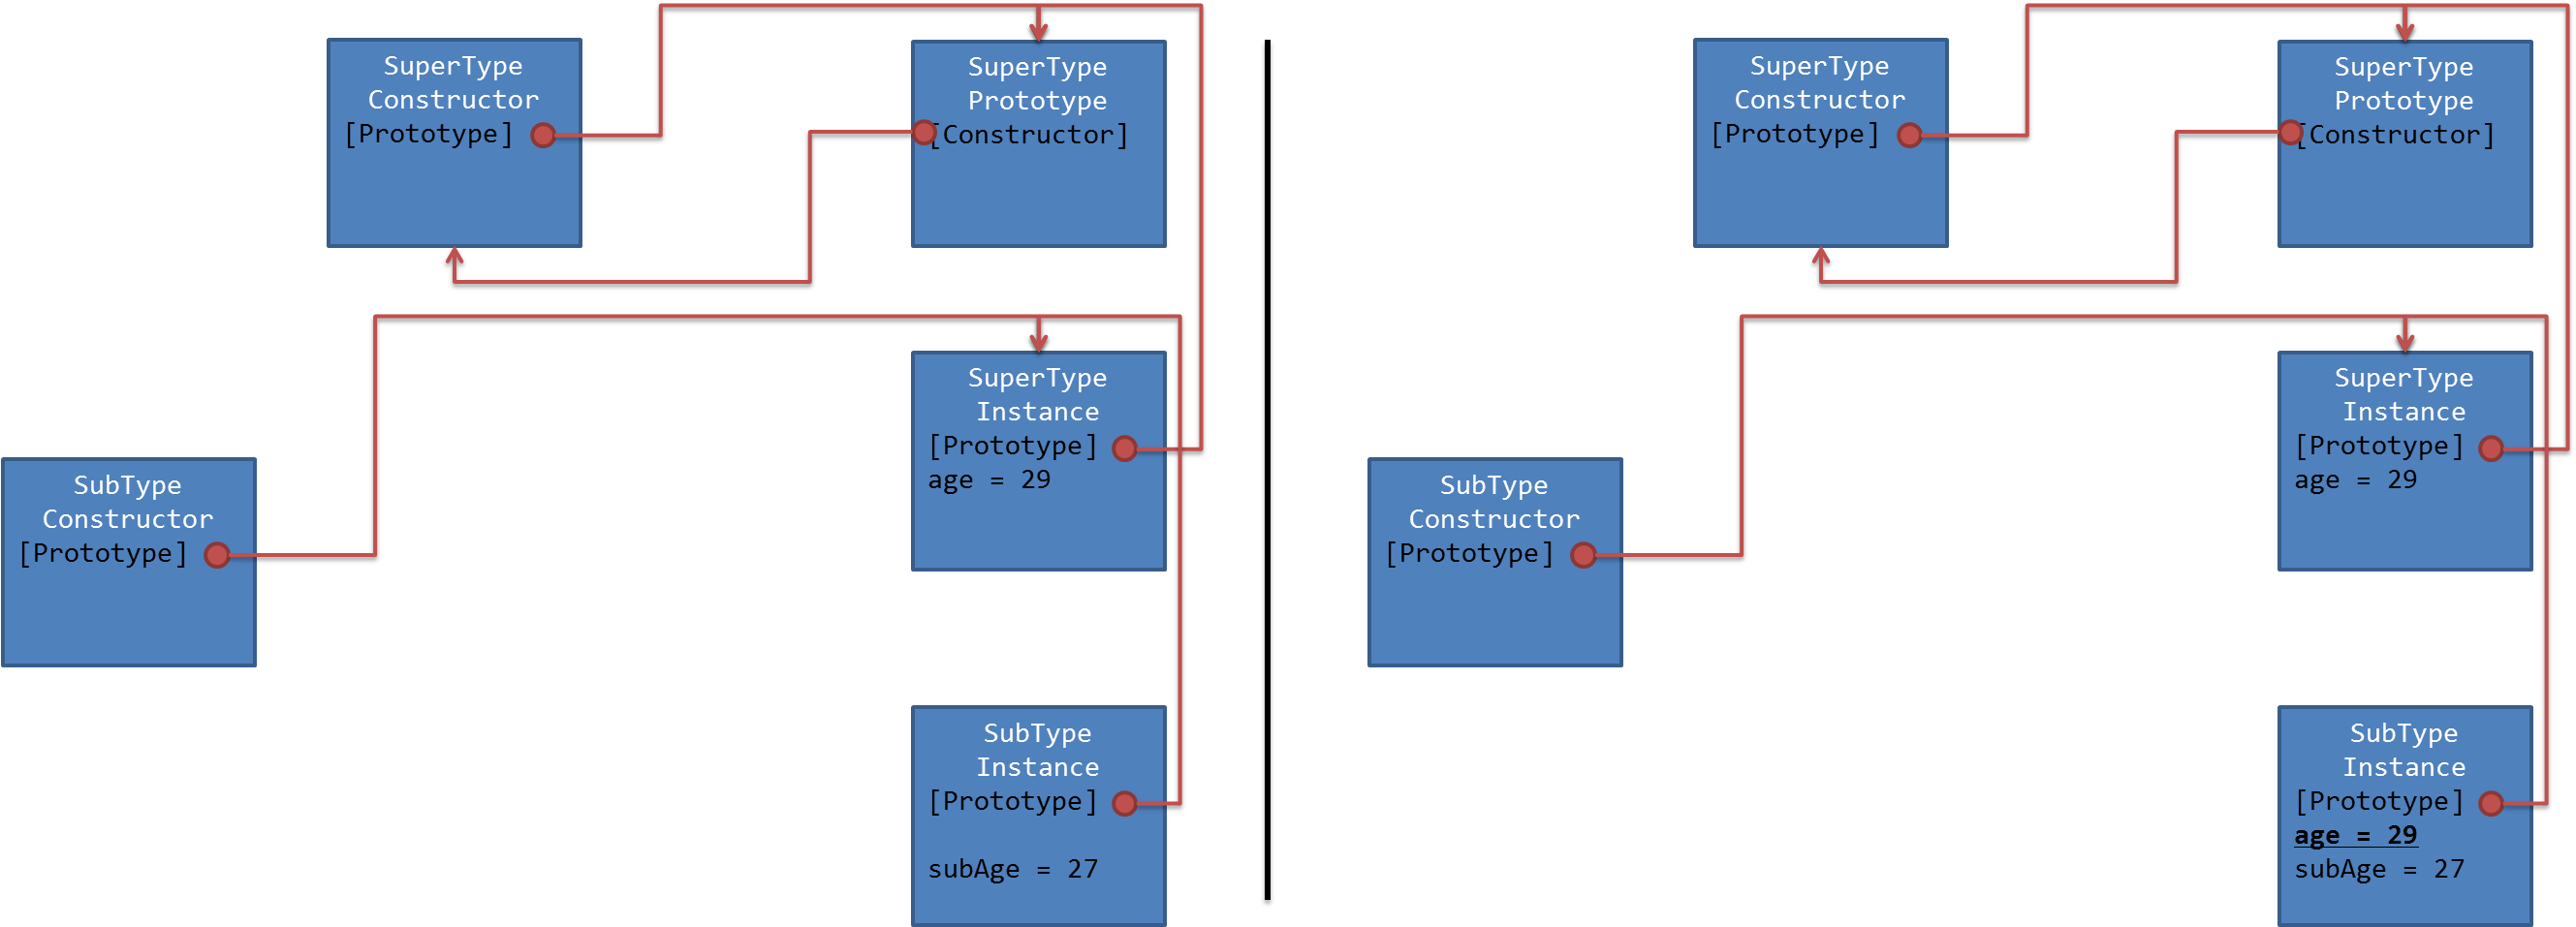 SuperType
Constructor
[Prototype]
SuperType
Prototype
[Constructor]
SuperType
Instance
[Prototype]
age = 29
SubType
Constructor
[Prototype]
SubType
Instance
[Prototype]
subAge = 27
SuperType
Constructor
[Prototype]
SuperType
Prototype
[Constructor]
SuperType
Instance
[Prototype]
age = 29
SubType
Constructor
[Prototype]
SubType
Instance
[Prototype]
age = 29
subAge = 27